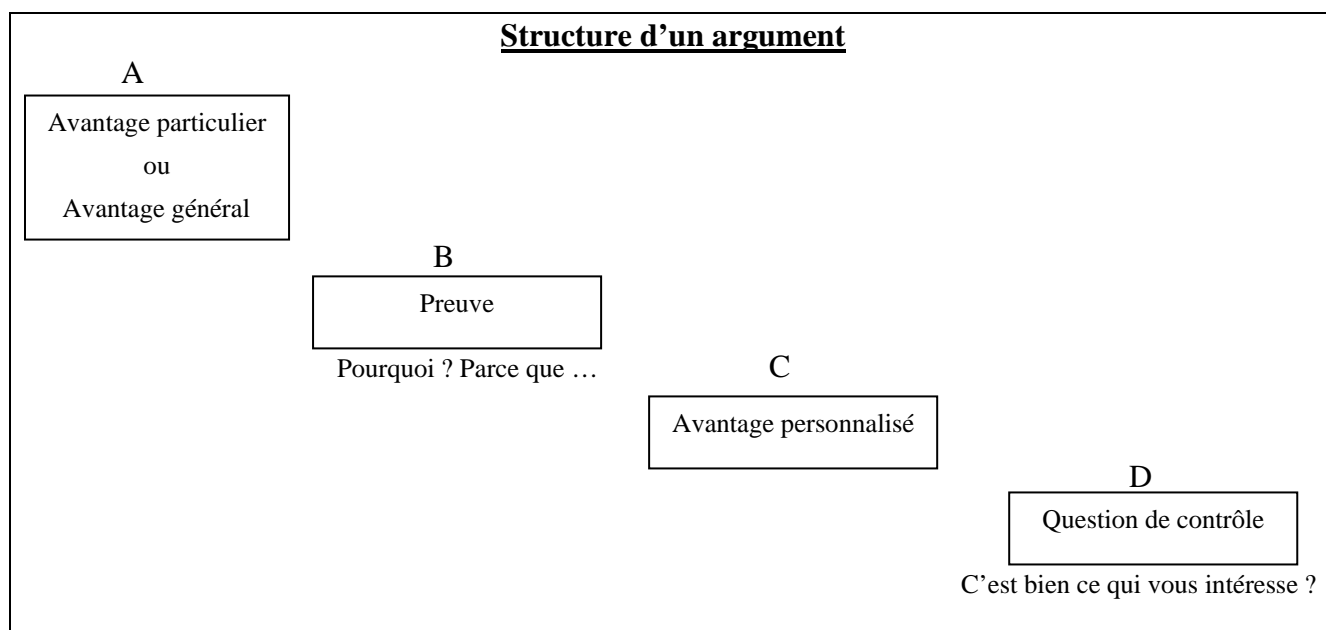 Structure d’un argument
A
Avantage particulier
ou
Avantage général
B
Preuve
Pourquoi ? Parce que …
C
Avantage personnalisé
D
Question de contrôle
C’est bien ce qui vous intéresse ?